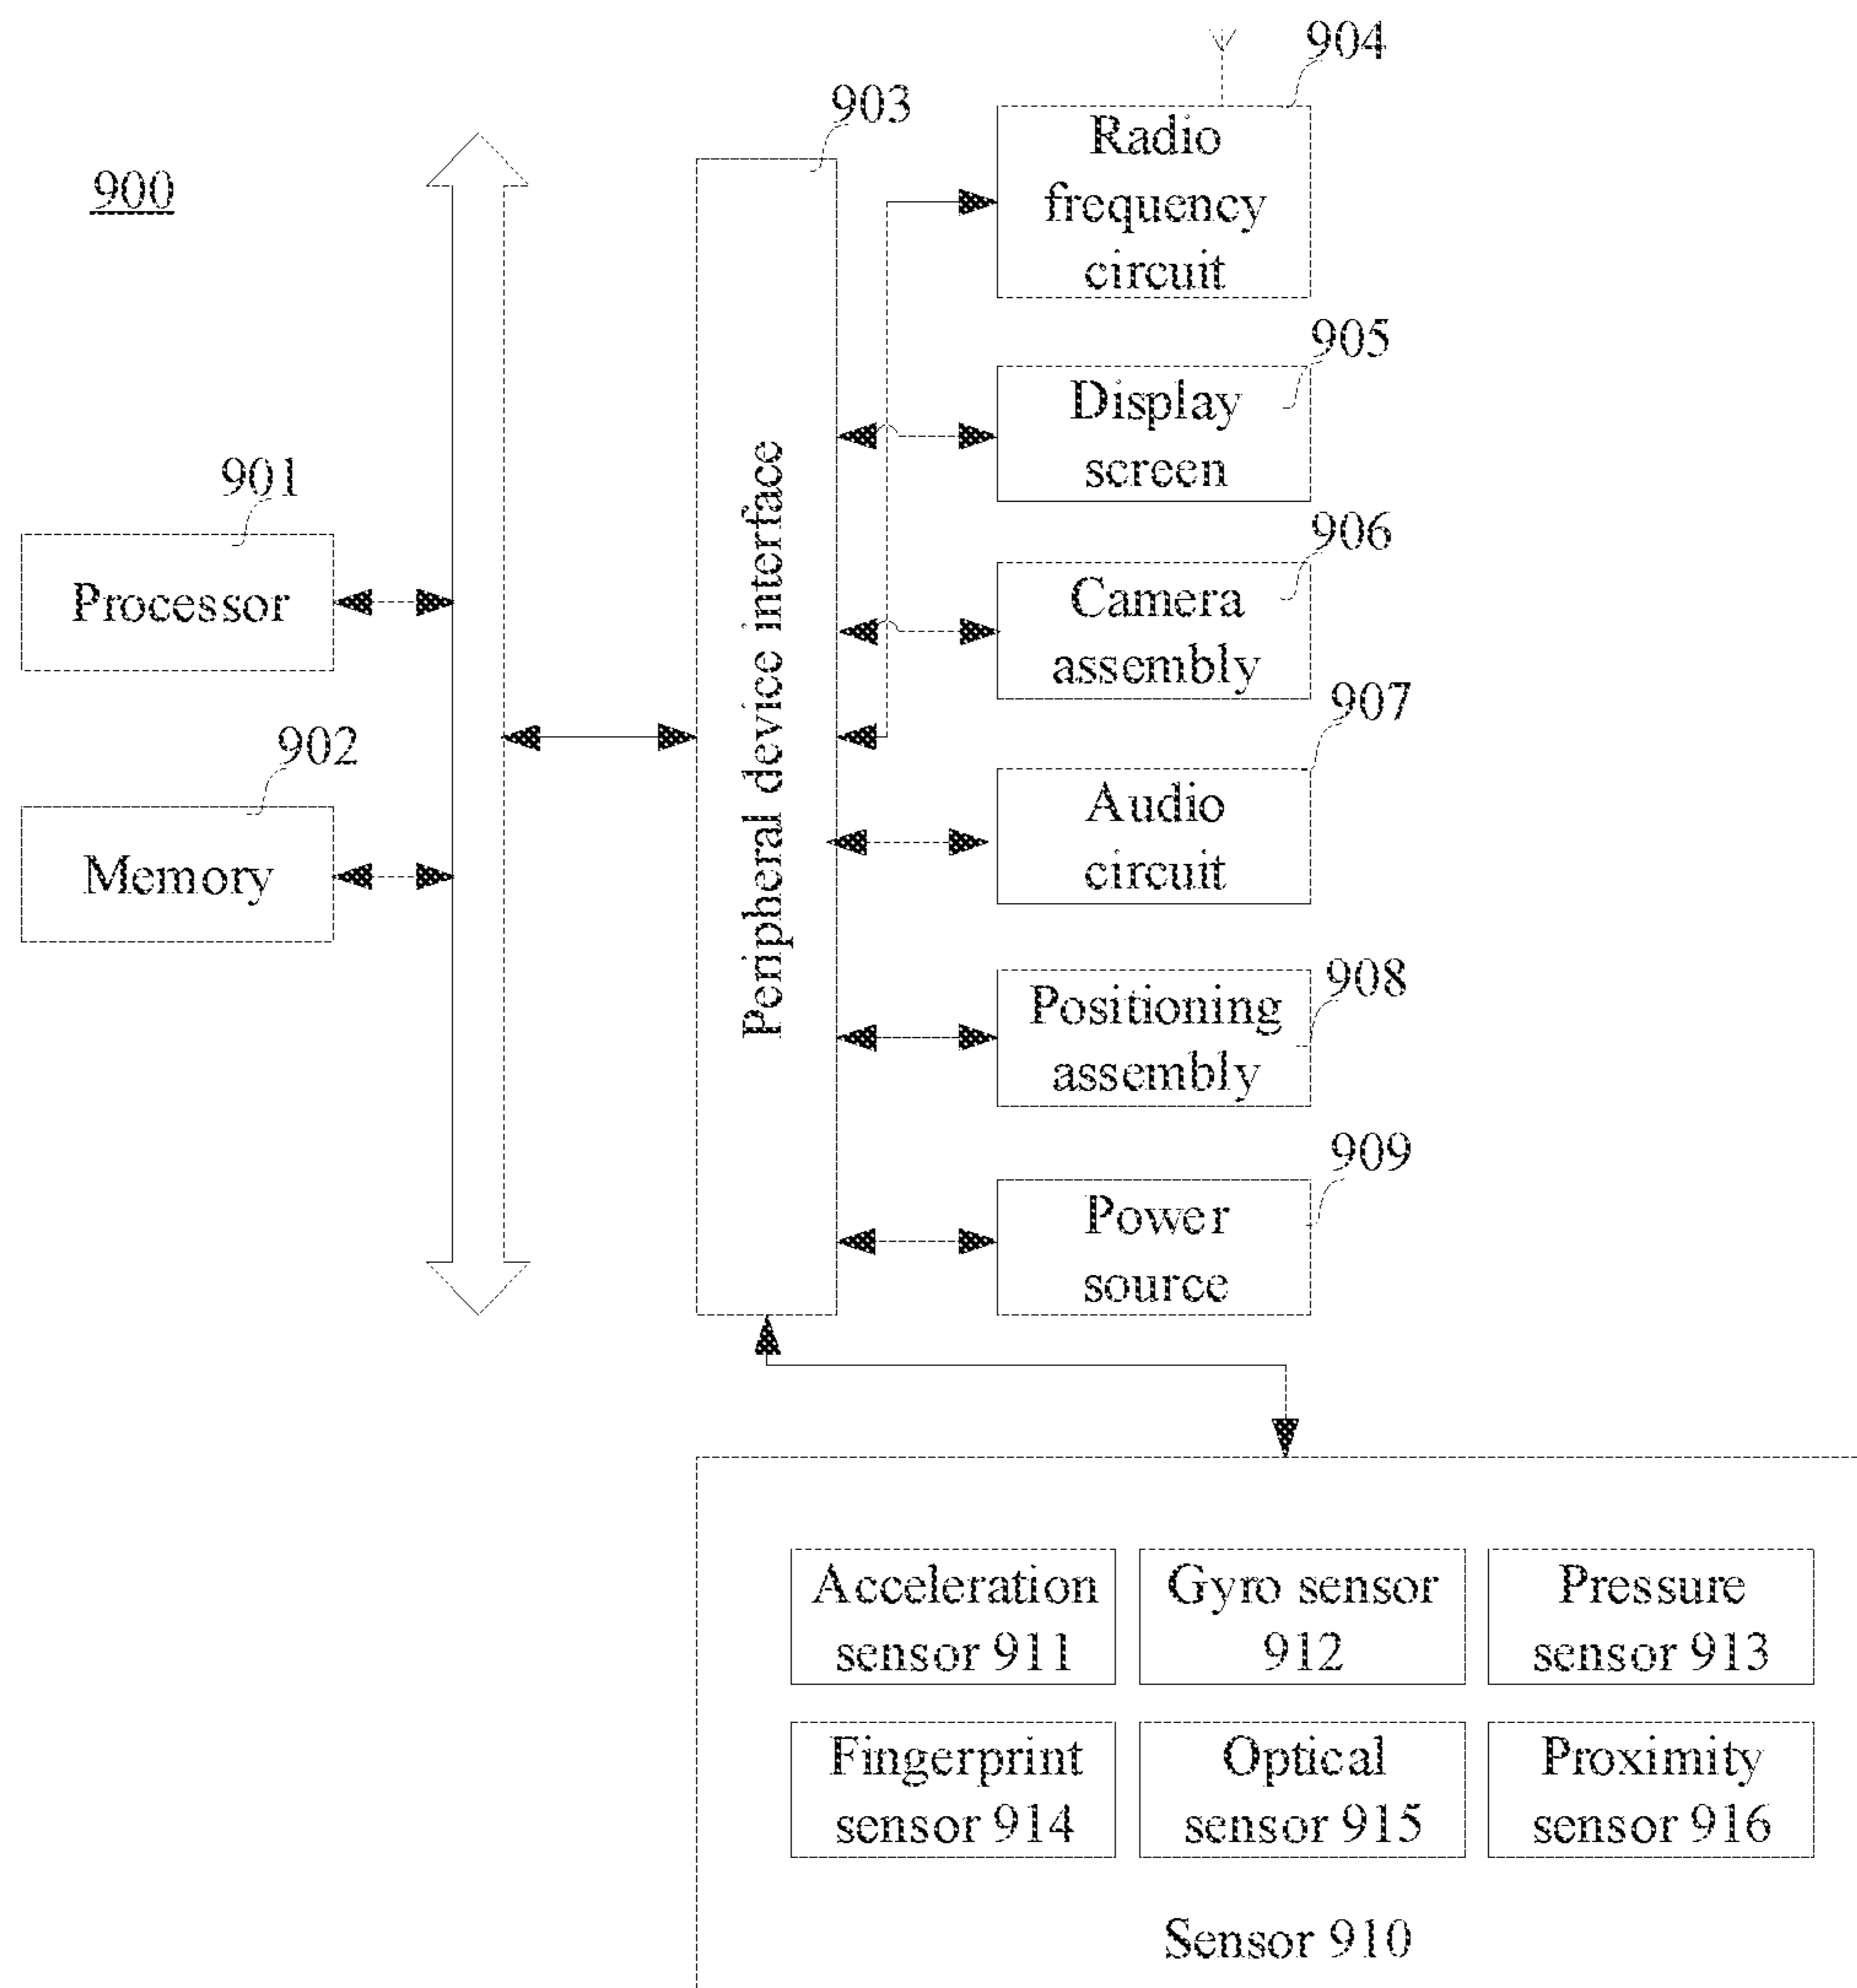 900
901
Processor
902
Memory
903
Peripheral device interface
904
Radio
frequency
circuit
905
Display
screen
906
Camera
assembly
907
Audio
circuit
908
Positioning
assembly
909
Power
source
Acceleration
sensor 911
Gyro sensor
912
Pressure
sensor 913
Fingerprint
sensor 914
Optical
sensor 915
Proximity
sensor 916
Sensor 910